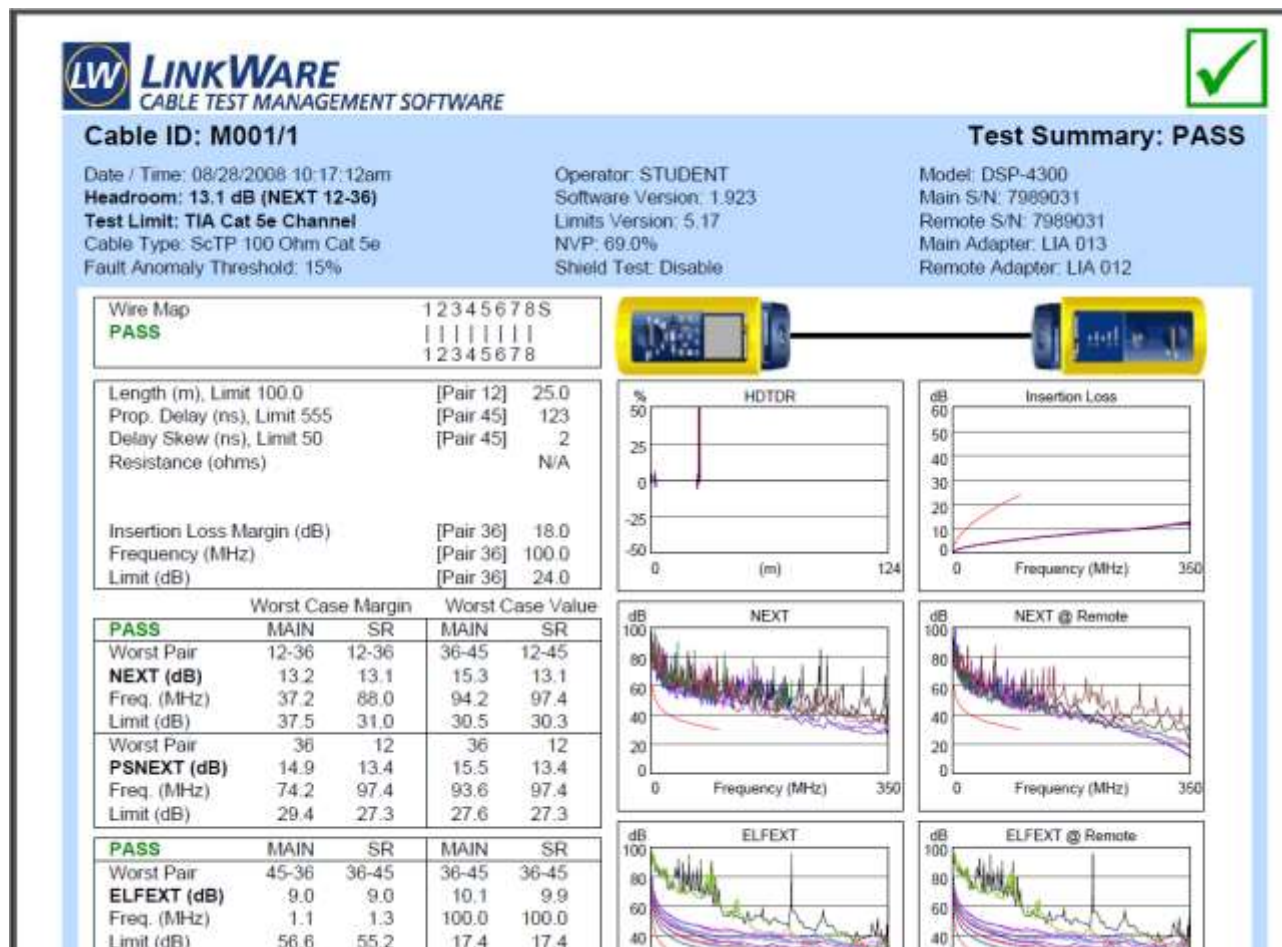 LW LINKWARE
CABLE TEST MANAGEMENT SOFTWARE
Cable ID: M001/1 Test Summary: PASS
Date / Time: 08/28/2008 10:17:12am Operator: STUDENT Model: DSP-4300
Headroom: 13.1 dB (NEXT 12-36) Software Version: 1.923 Main S/N: 7989031
Test Limit: TIA Cat 5e Channel Limits Version: 5.17 Remote S/N: 7989031
Cable Type: ScTP 100 Ohm Cat 5e NVP: 69.0% Main Adapter: LIA 013
Fault Anomaly Threshold: 15% Shield Test: Disable Remote Adapter: LIA 012
Wire Map 1 2 3 4 5 6 7 8 S
PASS
1 2 3 4 5 6 7 8
Length (m), Limit 100.0 [Pair 12] 25.0
Prop. Delay (ns), Limit 555 [Pair 45] 123
Delay Skew (ns), Limit 50 [Pair 45] 2
Resistance (ohms) N/A
Insertion Loss Margin (dB) [Pair 36] 18.0
Frequency (MHz) [Pair 36] 100.0
Limit (dB) [Pair 36] 24.0
Worst Case Margin Worst Case Value
PASS MAIN SR MAIN SR
Worst Pair 12-36 12-36 36-45 12-45
NEXT (dB) 13.2 13.1 15.3 13.1
Freq. (MHz) 37.2 88.0 94.2 97.4
Limit (dB) 37.5 31.0 30.5 30.3
Worst Pair 36 12 36 12
PSNEXT (dB) 14.9 13.4 15.5 13.4
Freq. (MHz) 74.2 97.4 93.6 97.4
Limit (dB) 29.4 27.3 27.6 27.3
PASS MAIN SR MAIN SR
Worst Pair 45-36 36-45 36-45 36-45
ELFEXT (dB) 9.0 9.0 10.1 9.9
Freq. (MHz) 1.1 1.3 100.0 100.0
Limit (dB) 56.6 55.2 17.4 17.4
% HDTDR
50
25
0
-25
-50
0 (m) 124
dB Insertion Loss
60
50
40
30
20
10
0
0 Frequency (MHz) 350
dB NEXT
100
80
60
40
20
0
0 Frequency (MHz) 350
dB NEXT @ Remote
100
80
60
40
20
0
0 Frequency (MHz) 350
dB ELFEXT
100
80
60
40
dB ELFEXT @ Remote
100
80
60
40